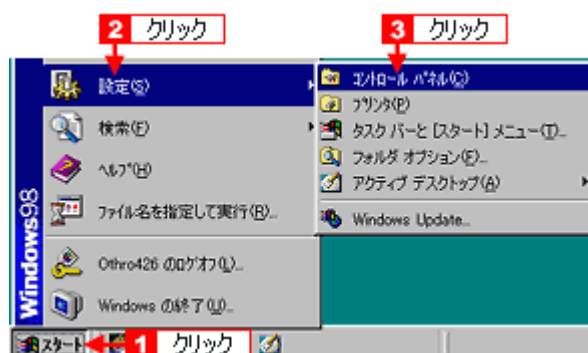 2 クリック
3 クリック
設定(S)
検索(F)
ヘルプ(H)
ファイル名を指定して実行(R)...
Othro426 のログオフ(L)...
Windows の終了(U)...
Windows98
コントロール パネル(C)
プリンタ(P)
タスク バーと [スタート] メニュー(T)...
フォルダ オプション(F)...
アクティブ デスクトップ(A)
Windows Update...
スタート
1 クリック